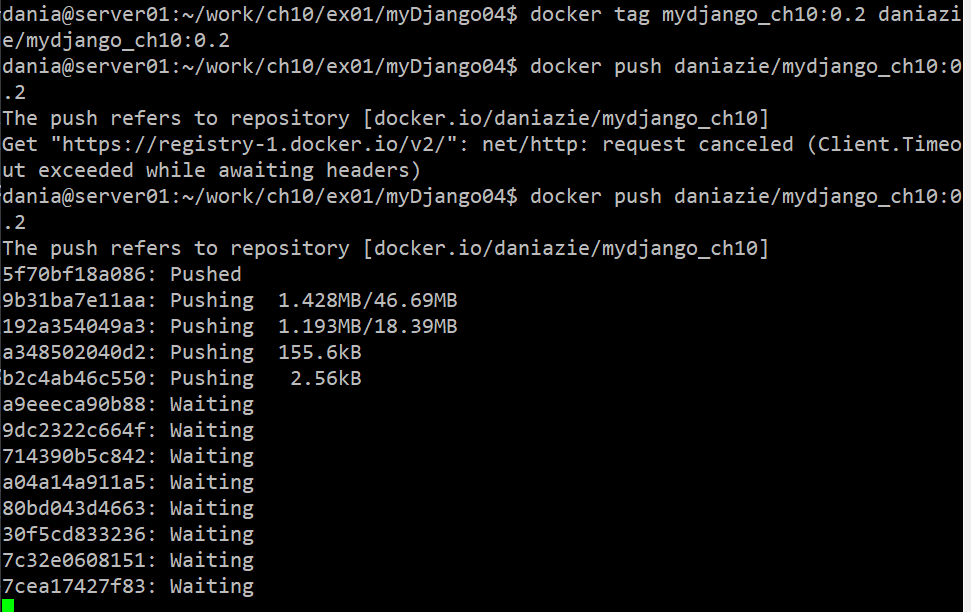 dania@server01:~/work/ch10/ex01/myDjango04$ docker tag mydjango_ch10:0.2 daniazi
e/mydjango_ch10:0.2
dania@server01:~/work/ch10/ex01/myDjango04$ docker push daniazie/mydjango_ch10:0
.2
The push refers to repository [docker.io/daniazie/mydjango_ch10]
Get "https://registry-1.docker.io/v2/": net/http: request canceled (Client.Timeo
ut exceeded while awaiting headers)
dania@server01:~/work/ch10/ex01/myDjango04$ docker push daniazie/mydjango_ch10:0
.2
The push refers to repository [docker.io/daniazie/mydjango_ch10]
5f70bf18a086: Pushed
9b31ba7e11aa: Pushing  1.428MB/46.69MB
192a354049a3: Pushing  1.193MB/18.39MB
a348502040d2: Pushing  155.6kB
b2c4ab46c550: Pushing   2.56kB
a9eeeca90b88: Waiting
9dc2322c664f: Waiting
714390b5c842: Waiting
a04a14a911a5: Waiting
80bd043d4663: Waiting
30f5cd833236: Waiting
7c32e0608151: Waiting
7cea17427f83: Waiting